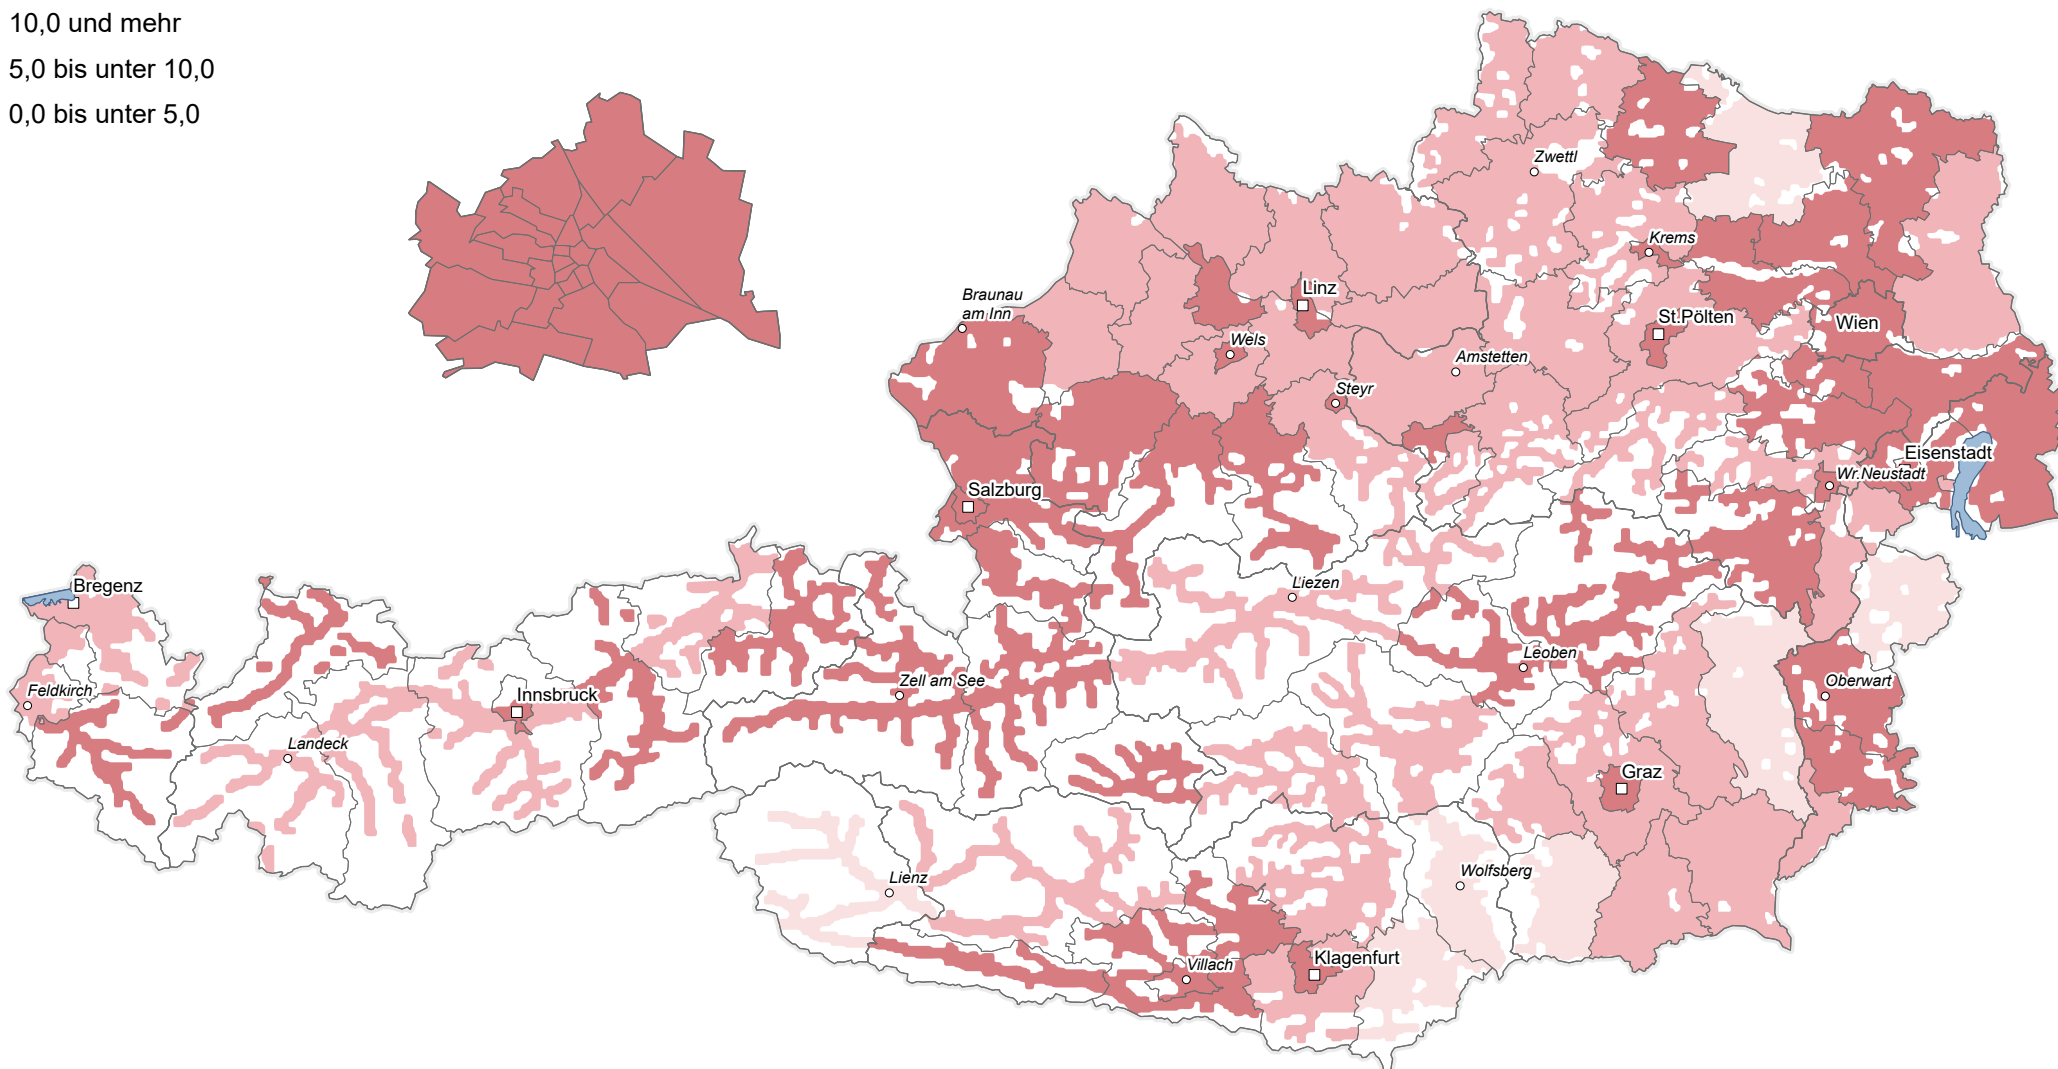 10,0 und mehr
5,0 bis unter 10,0
0,0 bis unter 5,0
Zwettl
Krems
Braunau
am Inn
Linz
St.Pölten
Wien
Wels
Amstetten
Steyr
Eisenstadt
Wr.Neustadt
Salzburg
Bregenz
Liezen
Leoben
Feldkirch
Innsbruck
Zell am See
Oberwart
Landeck
Graz
Lienz
Wolfsberg
Villach
Klagenfurt